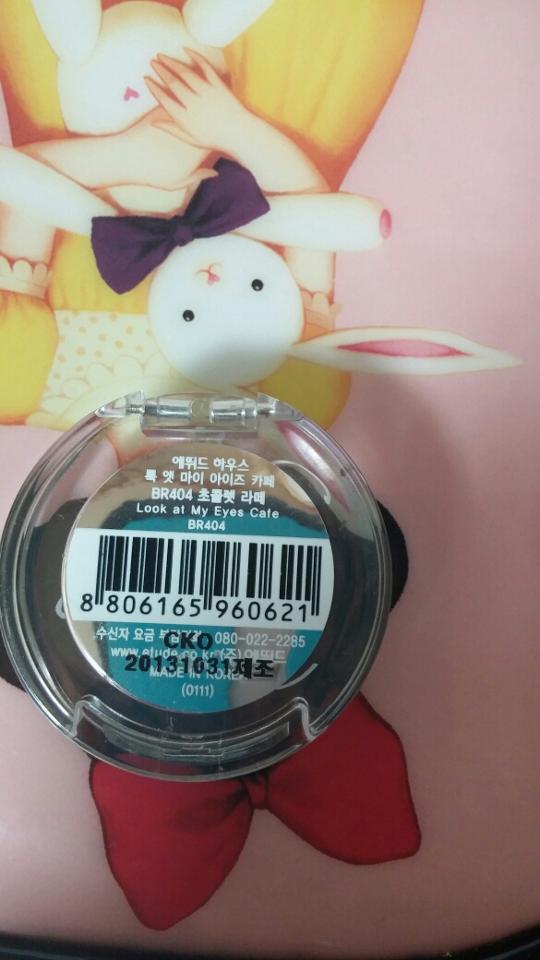 에뛰드 하우스
룩 앳 마이 아이즈 카페
BR404 초콜렛 라떼
Look at My Eyes Cafe
BR404
8 806165 960621
수신자 요금 부담 080-022-2285
CKO
www.etude.co.kr (주)에뛰드
20131031제조
MADE IN KOREA
(0111)